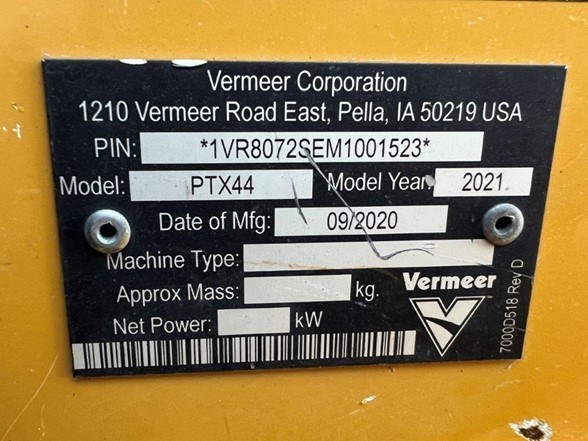 Vermeer Corporation
1210 Vermeer Road East, Pella, IA 50219 USA
PIN: *1VR8072SEM1001523*
Model: PTX44 Model Year: 2021
Date of Mfg: 09/2020
Machine Type:
Approx Mass: kg.
Net Power: kW
Vermeer
7000D518 Rev D